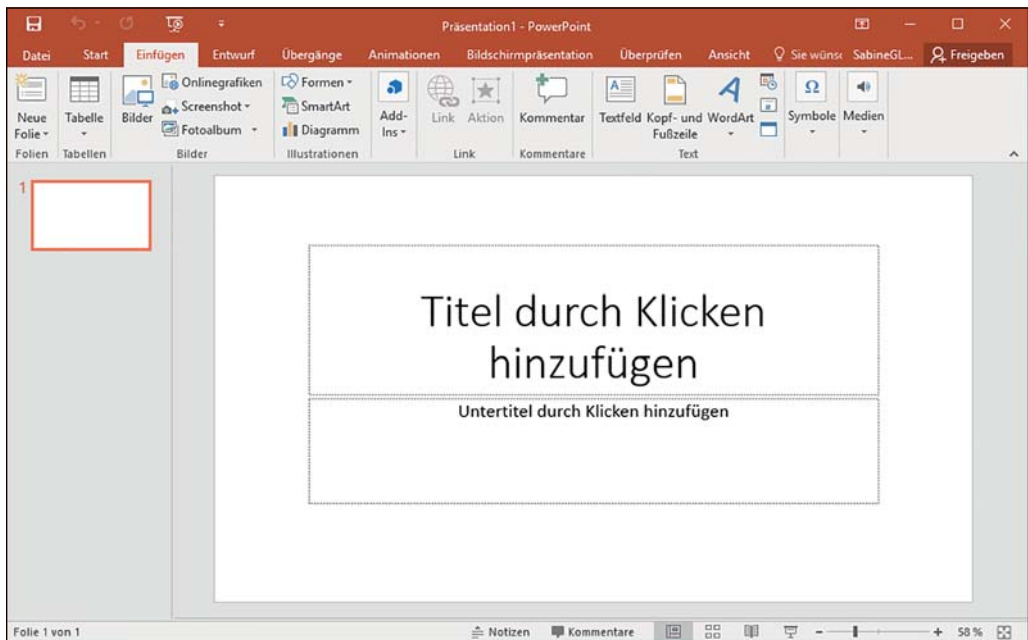 Präsentation1 - PowerPoint
Datei Start Einfügen Entwurf Übergänge Animationen Bildschirmpräsentation Überprüfen Ansicht Sie wünsc SabineGL... Freigeben
Neue Folie
Tabelle
Bilder
Onlinegrafiken
Screenshot
Fotoalbum
Formen
SmartArt
Diagramm
Add-
Ins
Link
Aktion
Kommentar
Textfeld
Kopf- und
Fußzeile
WordArt
Symbole
Medien
Folien Tabellen Bilder Illustrationen Link Kommentare Text
1
Titel durch Klicken
hinzufügen
Untertitel durch Klicken hinzufügen
Folie 1 von 1 Notizen Kommentare 58 %